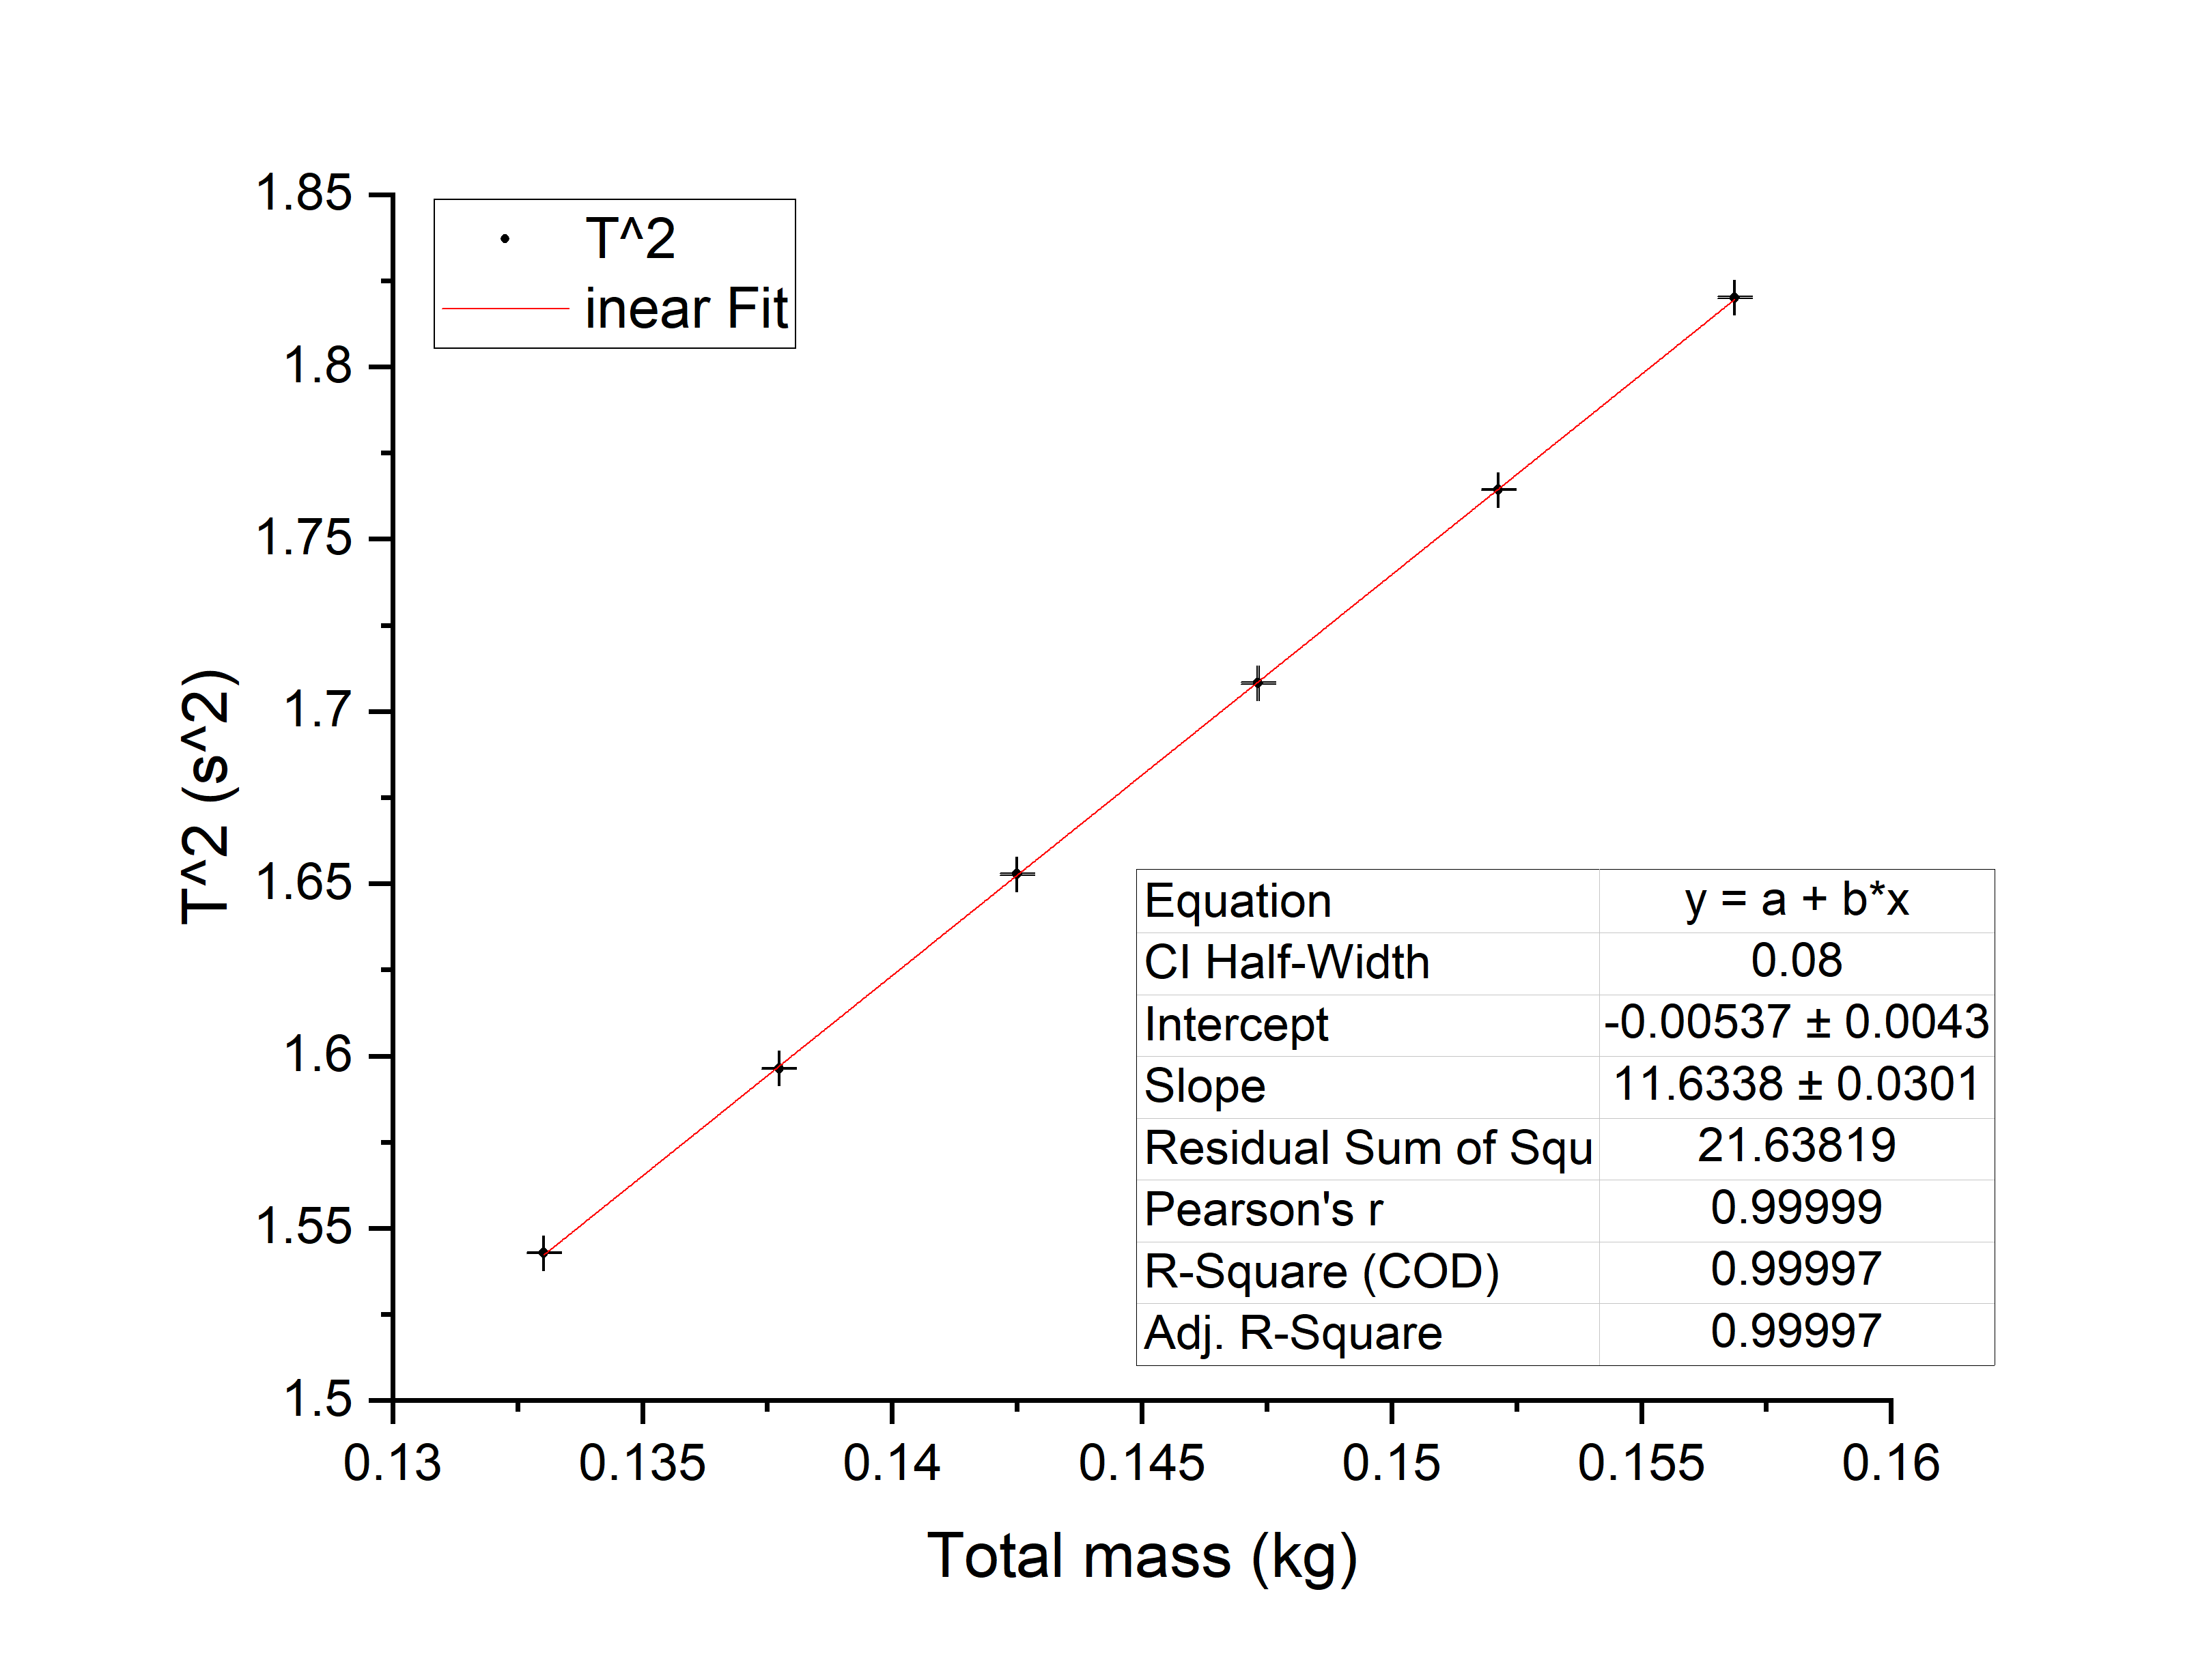 1.85
1.8
1.75
1.7
1.65
1.6
1.55
1.5
T^2 (s^2)
T^2
inear Fit
Equation y = a + b*x
CI Half-Width 0.08
Intercept -0.00537 ± 0.0043
Slope 11.6338 ± 0.0301
Residual Sum of Squ 21.63819
Pearson's r 0.99999
R-Square (COD) 0.99997
Adj. R-Square 0.99997
0.13 0.135 0.14 0.145 0.15 0.155 0.16
Total mass (kg)